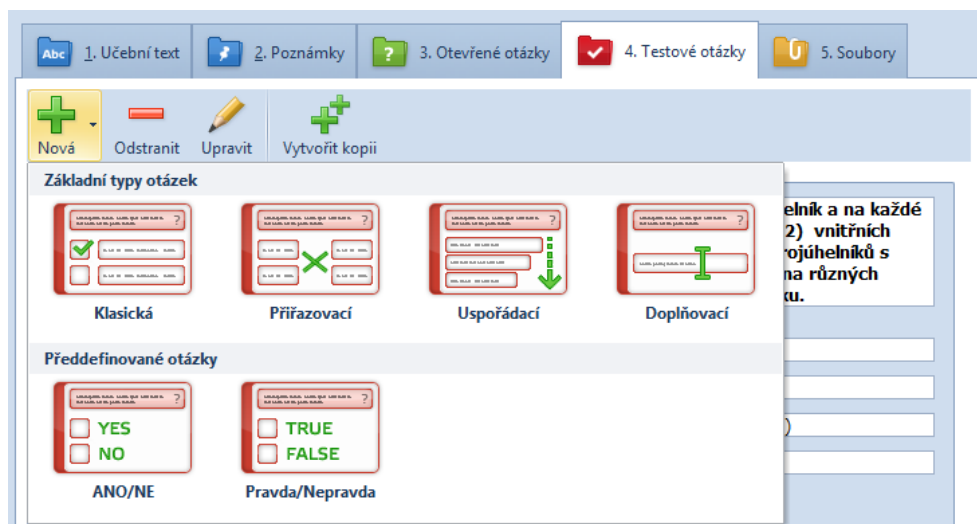 Abc 1. Učební text 2. Poznámky ? 3. Otevřené otázky 4. Testové otázky 5. Soubory
Nová Odstranit Upravit Vytvořit kopii
Základní typy otázek
? ? ? ?
Klasická Přiřazovací Uspořádací Doplňovací
Předdefinované otázky
? ?
YES TRUE
NO FALSE
ANO/NE Pravda/Nepravda
elník a na každé
2) vnitřních
rojúhelníků s
na různých
ku.
)